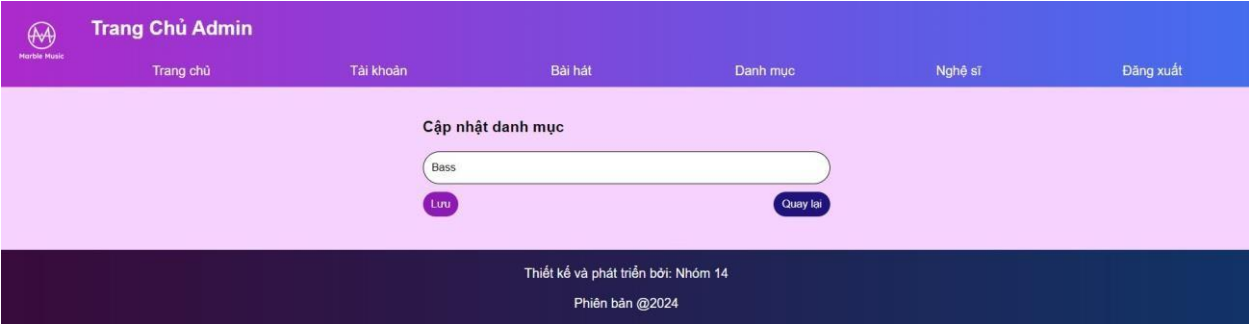 Trang Chủ Admin
Marble Music
Trang chủ Tài khoản Bài hát Danh mục Nghệ sĩ Đăng xuất
Cập nhật danh mục
Bass
Lưu Quay lại
Thiết kế và phát triển bởi: Nhóm 14
Phiên bản @2024